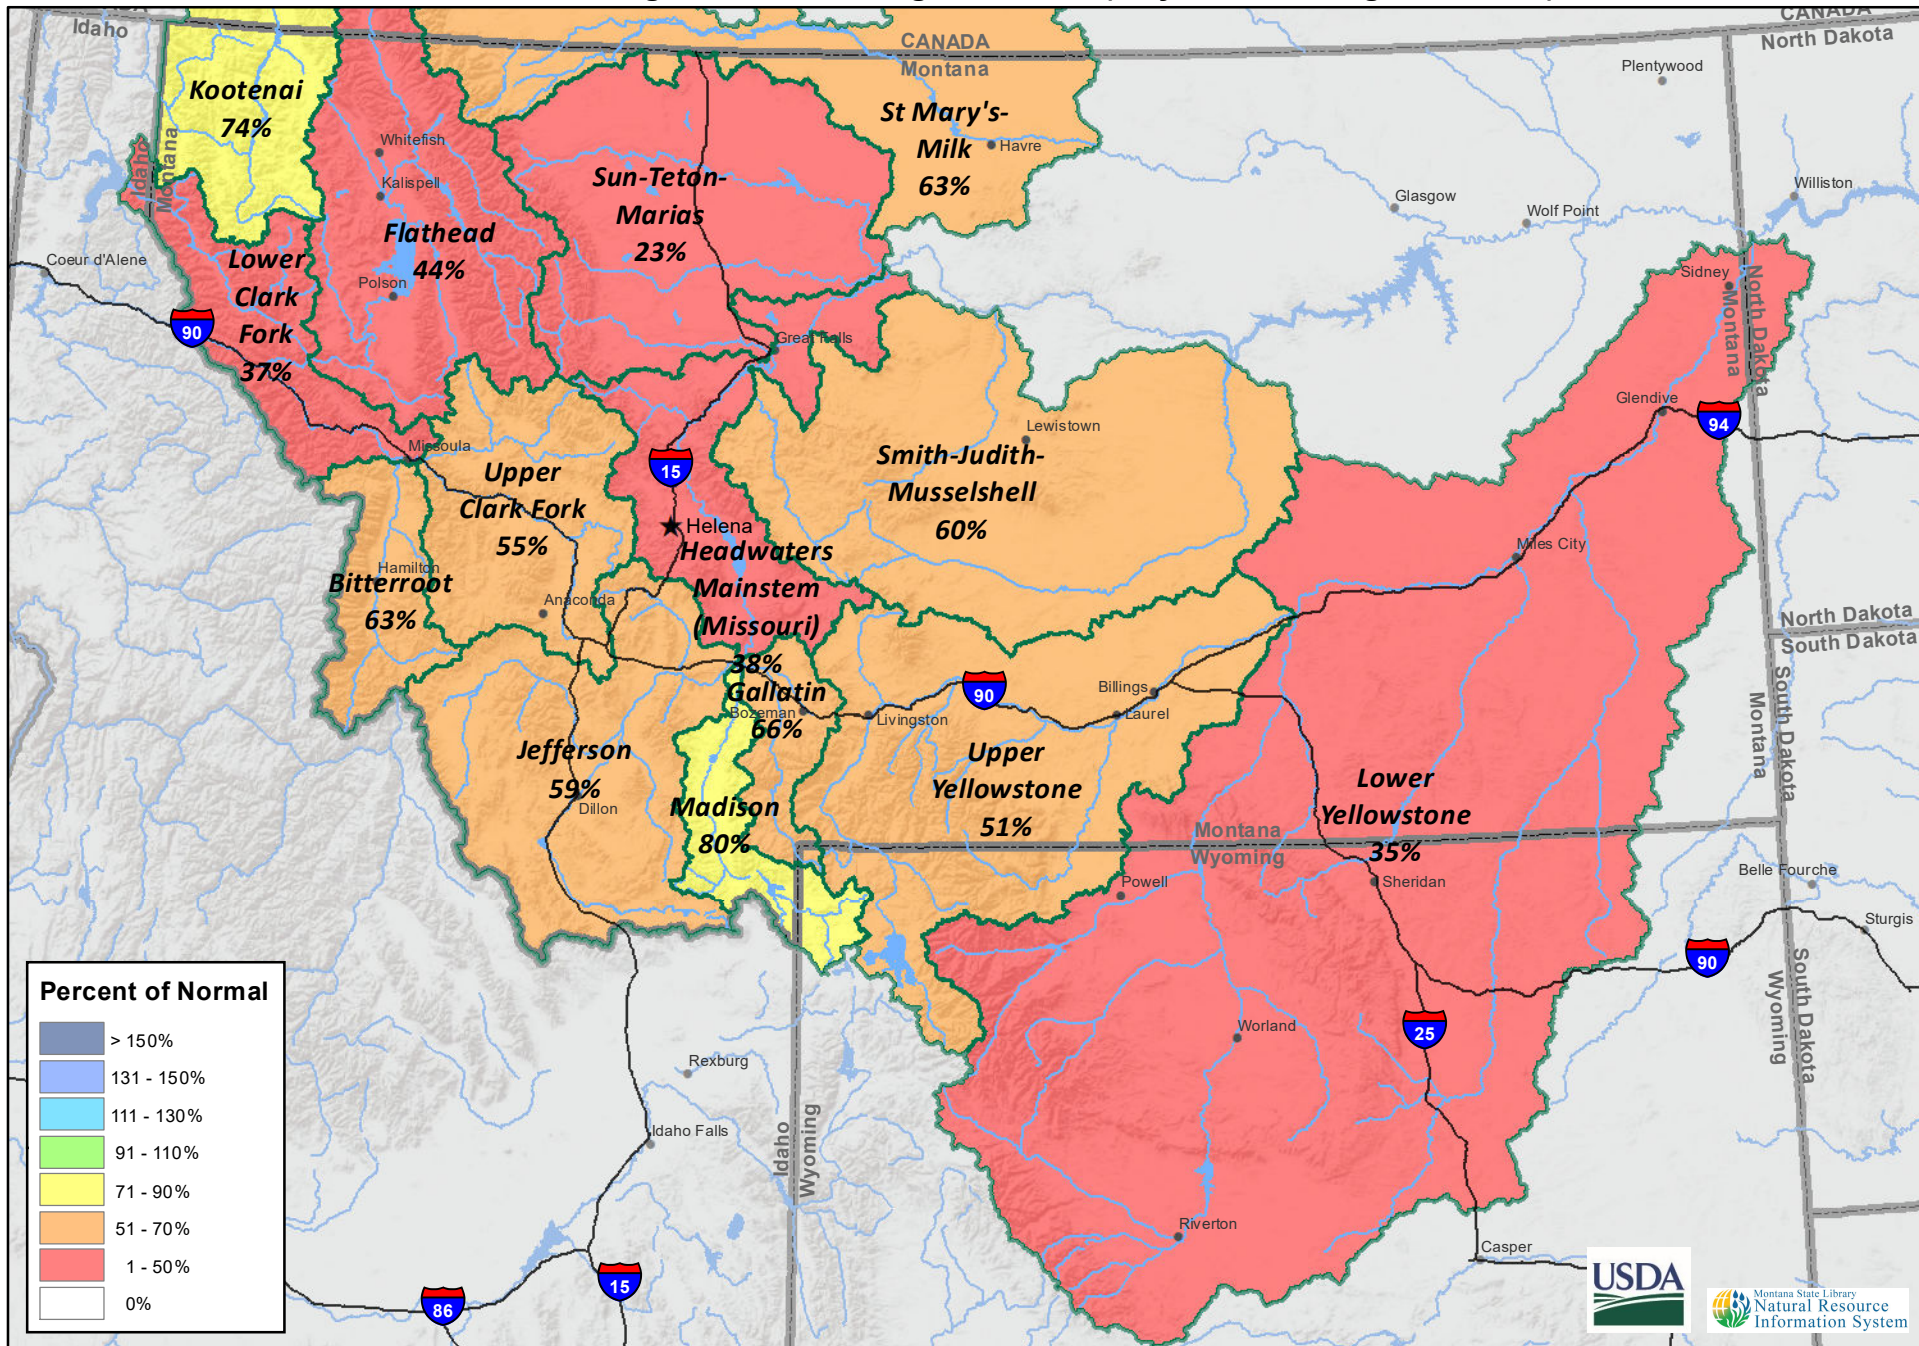 CANADA
Idaho
CANADA
Montana
CANADA
North Dakota
Plentywood
Kootenai
74%
Whitefish
Kalispell
Idaho
Montana
St Mary's-
Milk
63%
Havre
Sun-Teton-
Marias
23%
Glasgow
Wolf Point
Williston
Flathead
44%
Polson
Coeur d'Alene
Lower
Clark
Fork
37%
90
Sidney
North Dakota
Montana
Great Falls
Glendive
94
Missoula
Lewistown
15
Upper
Clark Fork
55%
Smith-Judith-
Musselshell
60%
Helena
Headwaters
Mainstem
(Missouri)
38%
Miles City
Hamilton
Bitterroot
63%
Anaconda
North Dakota
South Dakota
Gallatin
66%
Bozeman
Livingston
90
Billings
Laurel
South Dakota
Montana
Jefferson
59%
Dillon
Madison
80%
Upper
Yellowstone
51%
Lower
Yellowstone
35%
Montana
Wyoming
Powell
Sheridan
Belle Fourche
Sturgis
90
South Dakota
Wyoming
Worland
25
Rexburg
Idaho Falls
Idaho
Wyoming
Riverton
Casper
15
86
Percent of Normal
> 150%
131 - 150%
111 - 130%
91 - 110%
71 - 90%
51 - 70%
1 - 50%
0%
USDA
Montana State Library
Natural Resource
Information System